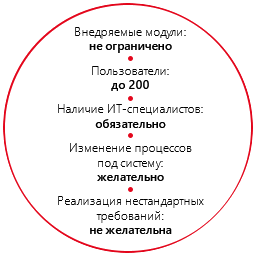 Внедряемые модули:
не ограничено
Пользователи:
до 200
Наличие ИТ-специалистов:
обязательно
Изменение процессов
под систему:
желательно
Реализация нестандартных
требований:
не желательна